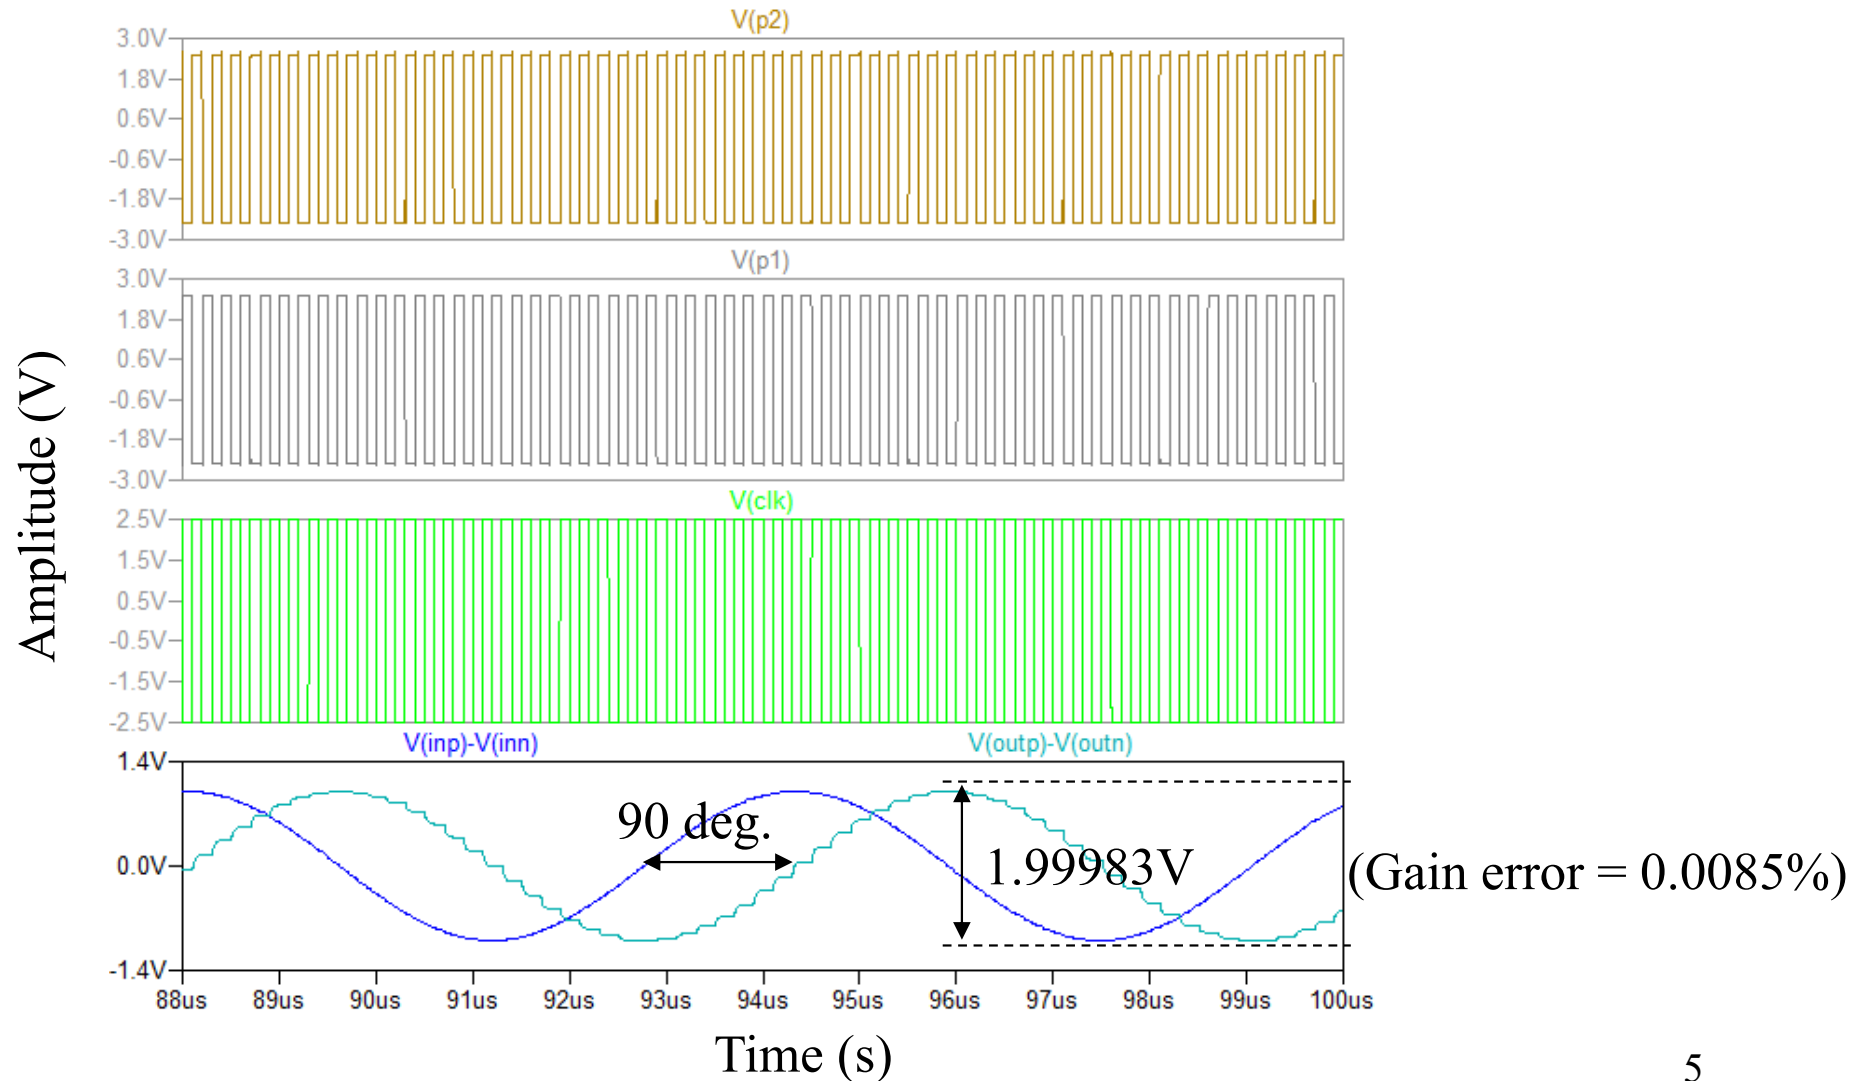 V(p2)
3.0V
1.8V
0.6V
-0.6V
-1.8V
-3.0V
V(p1)
3.0V
1.8V
0.6V
-0.6V
-1.8V
-3.0V
Amplitude (V)
V(clk)
2.5V
1.5V
0.5V
-0.5V
-1.5V
-2.5V
V(inp)-V(inn) V(outp)-V(outn)
1.4V
0.0V
-1.4V
90 deg.
1.99983V
(Gain error = 0.0085%)
88us 89us 90us 91us 92us 93us 94us 95us 96us 97us 98us 99us 100us
Time (s)
5